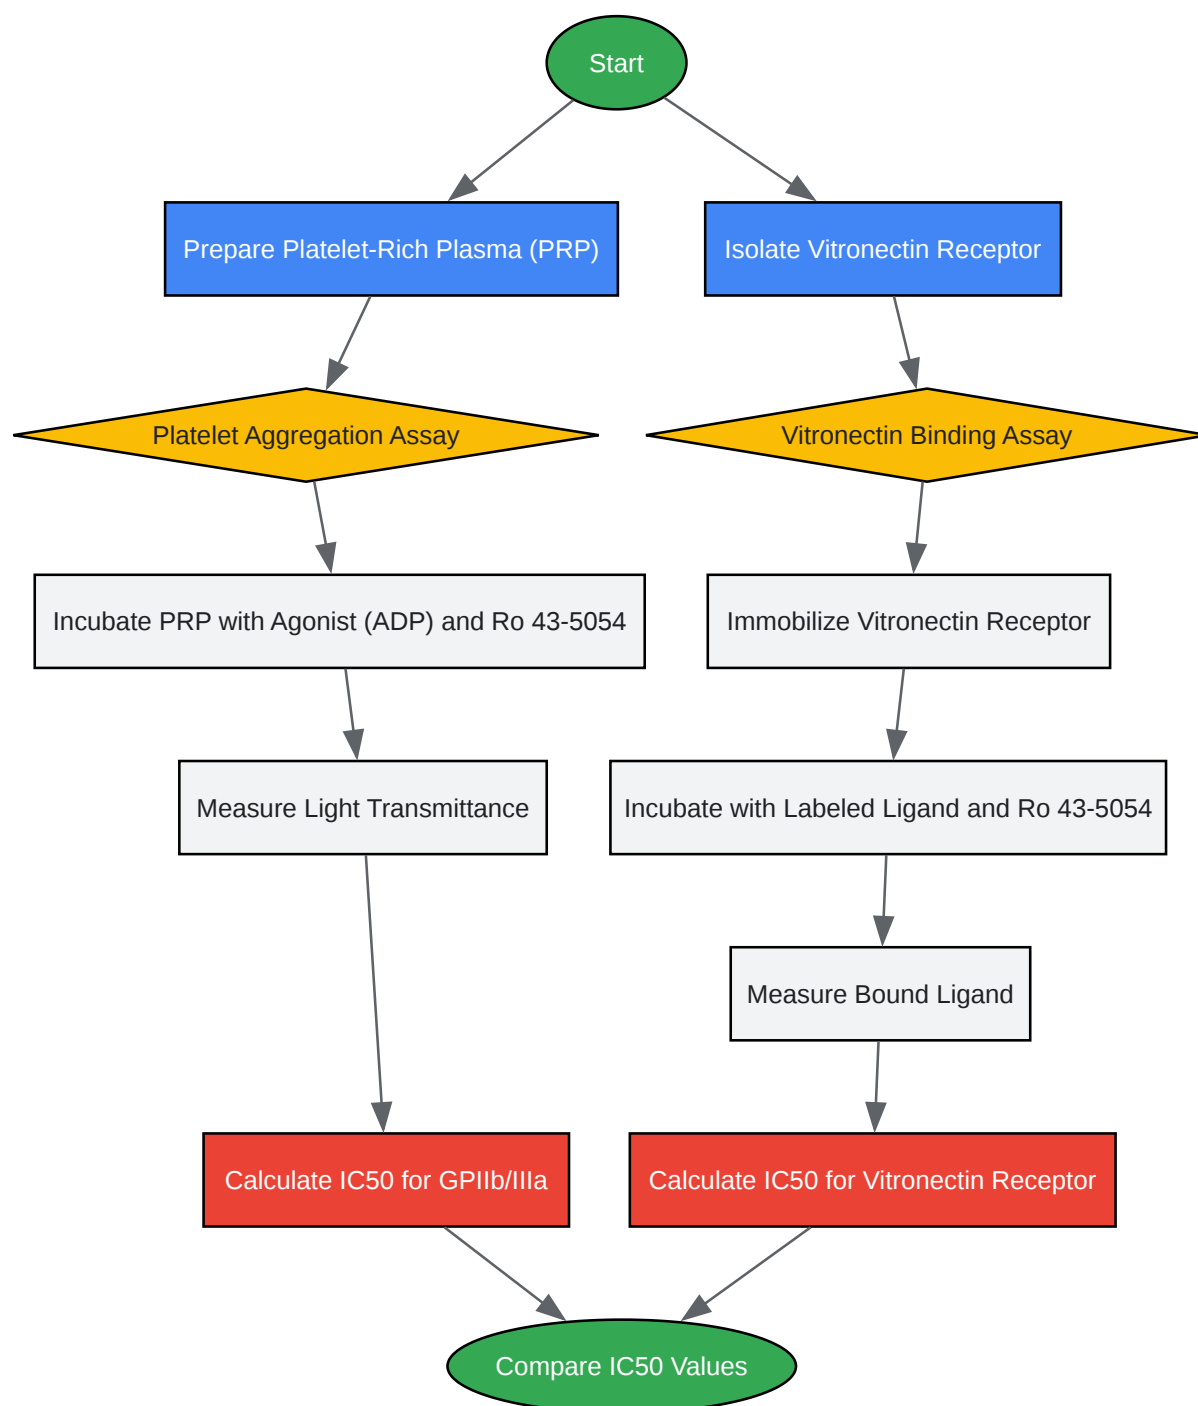 Start
Prepare Platelet-Rich Plasma (PRP)
Isolate Vitronectin Receptor
Platelet Aggregation Assay
Vitronectin Binding Assay
Incubate PRP with Agonist (ADP) and Ro 43-5054
Immobilize Vitronectin Receptor
Measure Light Transmittance
Incubate with Labeled Ligand and Ro 43-5054
Measure Bound Ligand
Calculate IC50 for GPIIb/IIIa
Calculate IC50 for Vitronectin Receptor
Compare IC50 Values